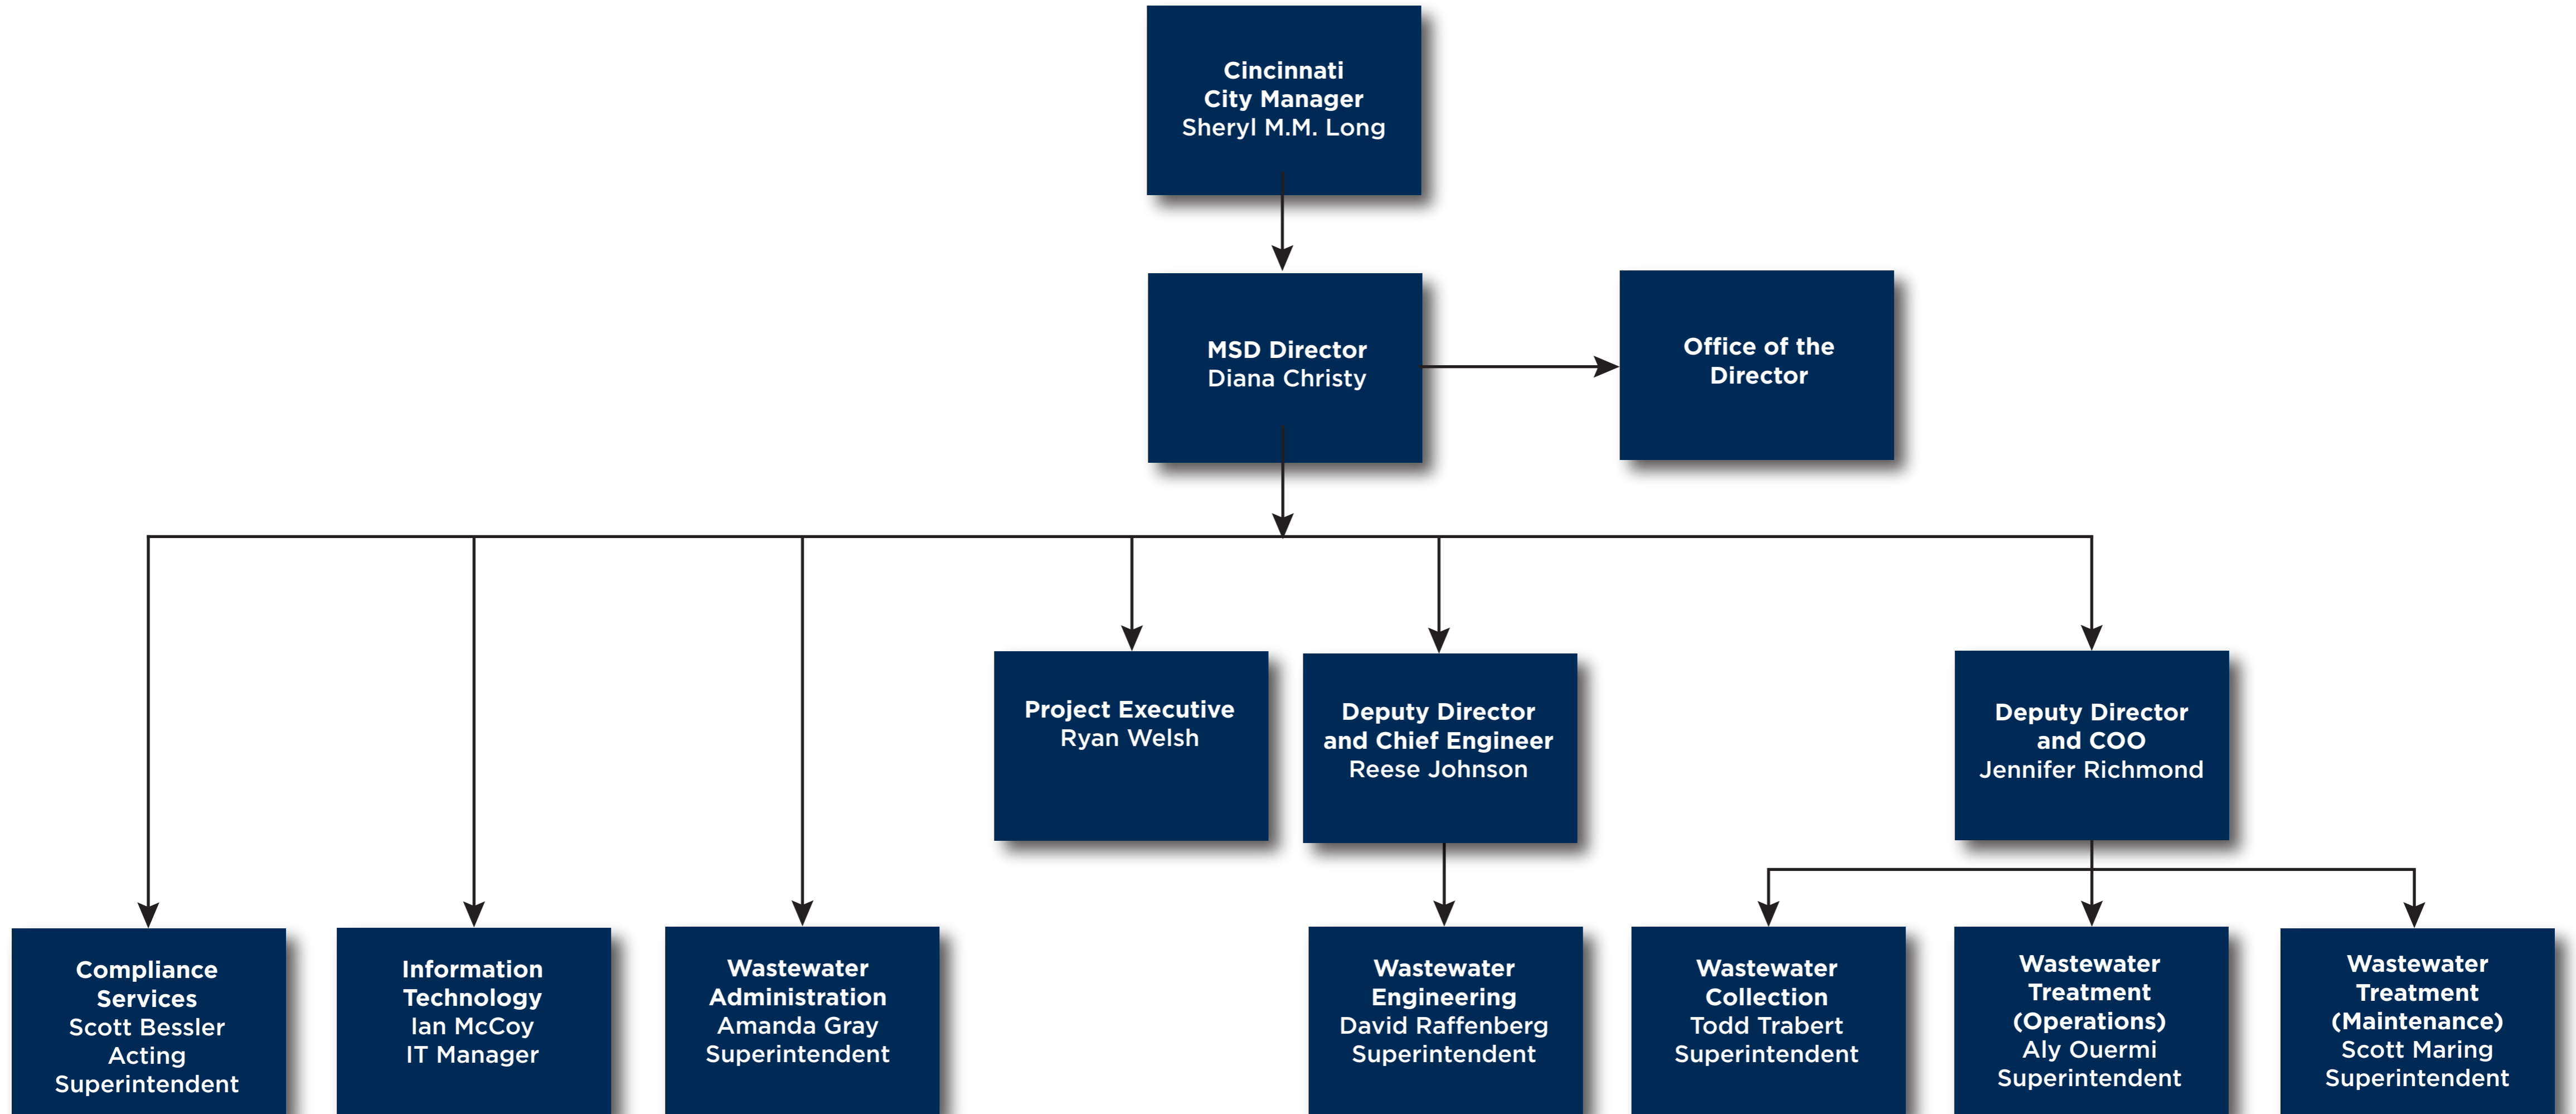 Cincinnati
City Manager
Sheryl M.M. Long
MSD Director
Diana Christy
Office of the
Director
Project Executive
Ryan Welsh
Deputy Director
and Chief Engineer
Reese Johnson
Deputy Director
and COO
Jennifer Richmond
Compliance
Services
Scott Bessler
Acting
Superintendent
Information
Technology
Ian McCoy
IT Manager
Wastewater
Administration
Amanda Gray
Superintendent
Wastewater
Engineering
David Raffenberg
Superintendent
Wastewater
Collection
Todd Trabert
Superintendent
Wastewater
Treatment
(Operations)
Aly Ouermi
Superintendent
Wastewater
Treatment
(Maintenance)
Scott Maring
Superintendent